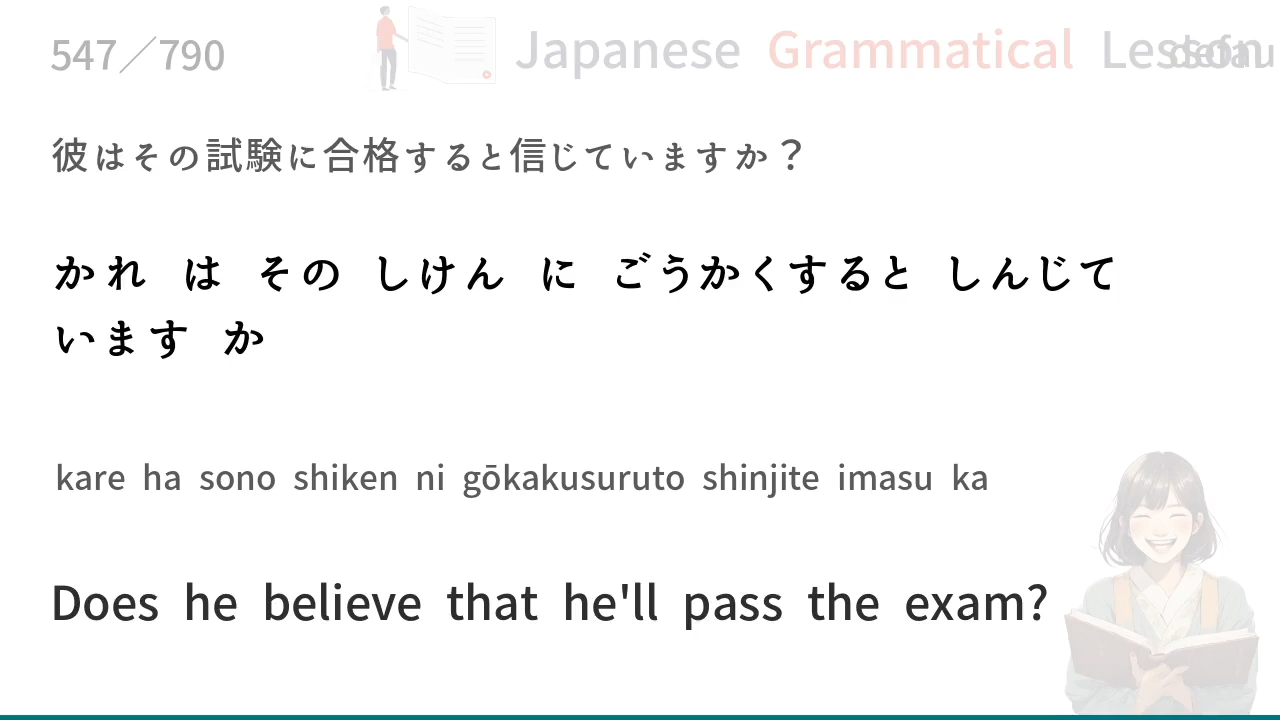 547／790
Japanese Grammatical Lesson
彼はその試験に合格すると信じていますか？
かれ は その しけん に ごうかくすると しんじて
います か
kare ha sono shiken ni gōkakusuruto shinjite imasu ka
Does he believe that he'll pass the exam?